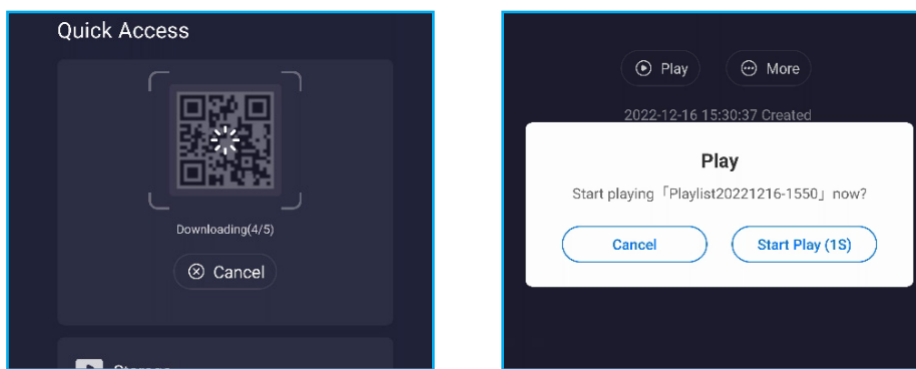 Quick Access
Downloading(4/5)
Cancel
Play
More
2022-12-16 15:30:37 Created
Play
Start playing「Playlist20221216-1550」now?
Cancel
Start Play (1S)